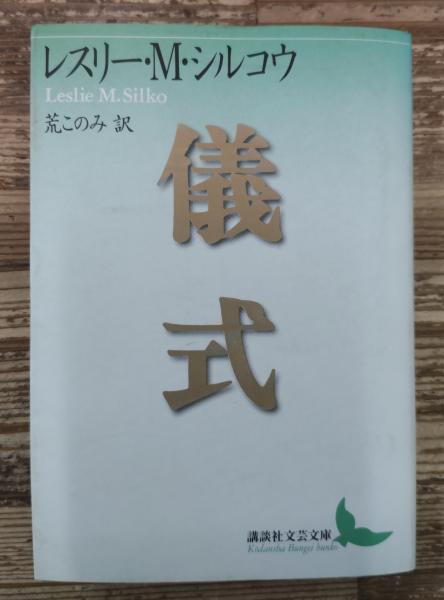 レスリー・M・シルコウ
Leslie M. Silko
荒このみ 訳
儀式
講談社文芸文庫
Kodansha Bungei bunko